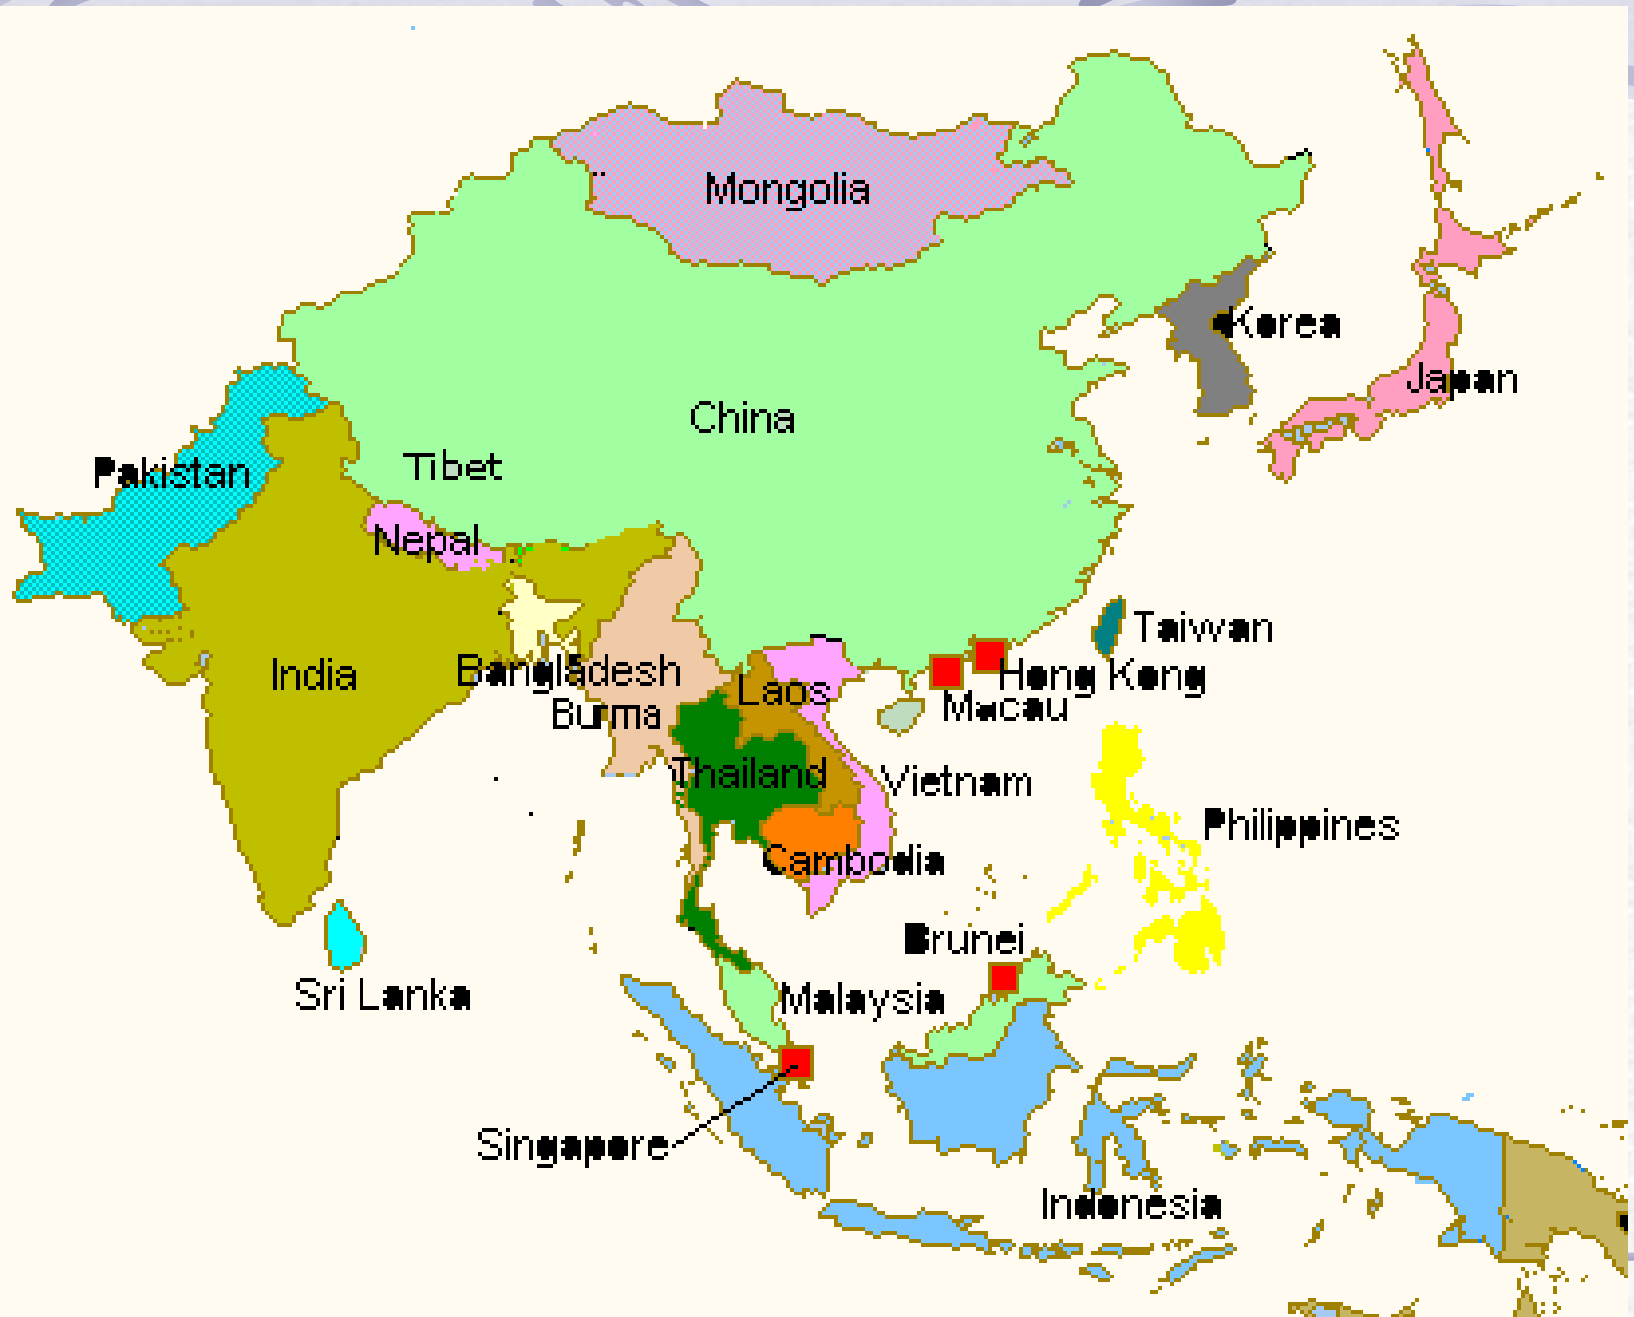 Mongolia
Korea
Japan
China
Tibet
Pakistan
Nepal
Taiwan
India
Bangladesh
Hong Kong
Laos
Macau
Burma
Thailand
Vietnam
Philippines
Cambodia
Brunei
Sri Lanka
Malaysia
Singapore
Indonesia